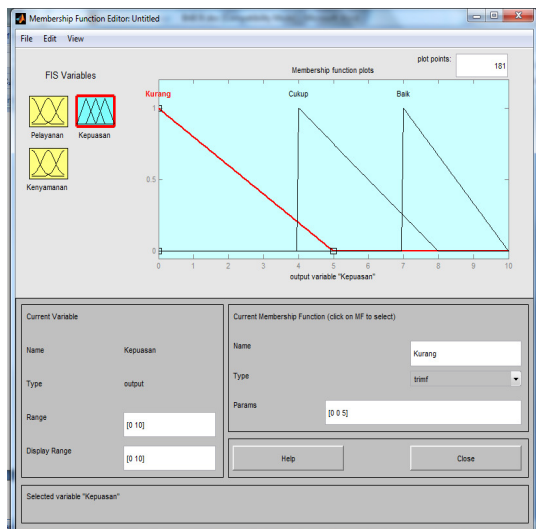 Membership Function Editor: Untitled
File Edit View
FIS Variables
Pelayanan
Kepuasan
Kenyamanan
plot points:
181
Membership function plots
Kurang
Cukup
Baik
1
0.5
0
0 1 2 3 4 5 6 7 8 9 10
output variable "Kepuasan"
Current Variable
Name Kepuasan
Type output
Range [0 10]
Display Range [0 10]
Current Membership Function (click on MF to select)
Name Kurang
Type trimf
Params [0 0 5]
Help
Close
Selected variable "Kepuasan"